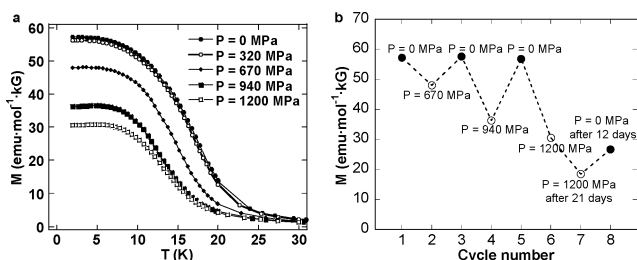 a
60
50
40
30
20
10
0
M (emu·mol⁻¹·kG)
0
5
10
15
20
25
30
T (K)
P = 0 MPa
P = 320 MPa
P = 670 MPa
P = 940 MPa
P = 1200 MPa
b
70
60
50
40
30
20
10
0
M (emu·mol⁻¹·kG)
P = 0 MPa
P = 0 MPa
P = 0 MPa
P = 670 MPa
P = 940 MPa
P = 1200 MPa
P = 1200 MPa
after 21 days
P = 0 MPa
after 12 days
1
2
3
4
5
6
7
8
Cycle number